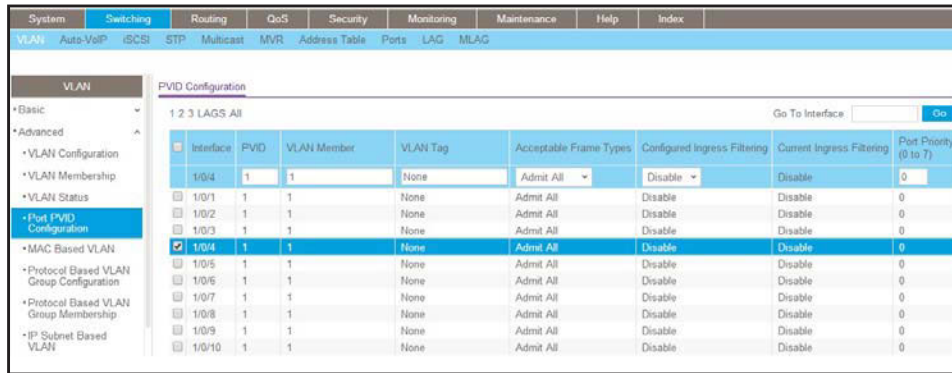 System Switching Routing QoS Security Monitoring Maintenance Help Index
VLAN Auto-VoIP iSCSI STP Multicast MVR Address Table Ports LAG MLAG
VLAN
•Basic
•Advanced
•VLAN Configuration
•VLAN Membership
•VLAN Status
•Port PVID
Configuration
•MAC Based VLAN
•Protocol Based VLAN
Group Configuration
•Protocol Based VLAN
Group Membership
•IP Subnet Based
VLAN
PVID Configuration
1 2 3 LAGS All Go To Interface Go
Interface PVID VLAN Member VLAN Tag Acceptable Frame Types Configured Ingress Filtering Current Ingress Filtering Port Priority
(0 to 7)
1/0/4 1 1 None Admit All Disable Disable 0
1/0/1 1 1 None Admit All Disable Disable 0
1/0/2 1 1 None Admit All Disable Disable 0
1/0/3 1 1 None Admit All Disable Disable 0
1/0/4 1 1 None Admit All Disable Disable 0
1/0/5 1 1 None Admit All Disable Disable 0
1/0/6 1 1 None Admit All Disable Disable 0
1/0/7 1 1 None Admit All Disable Disable 0
1/0/8 1 1 None Admit All Disable Disable 0
1/0/9 1 1 None Admit All Disable Disable 0
1/0/10 1 1 None Admit All Disable Disable 0